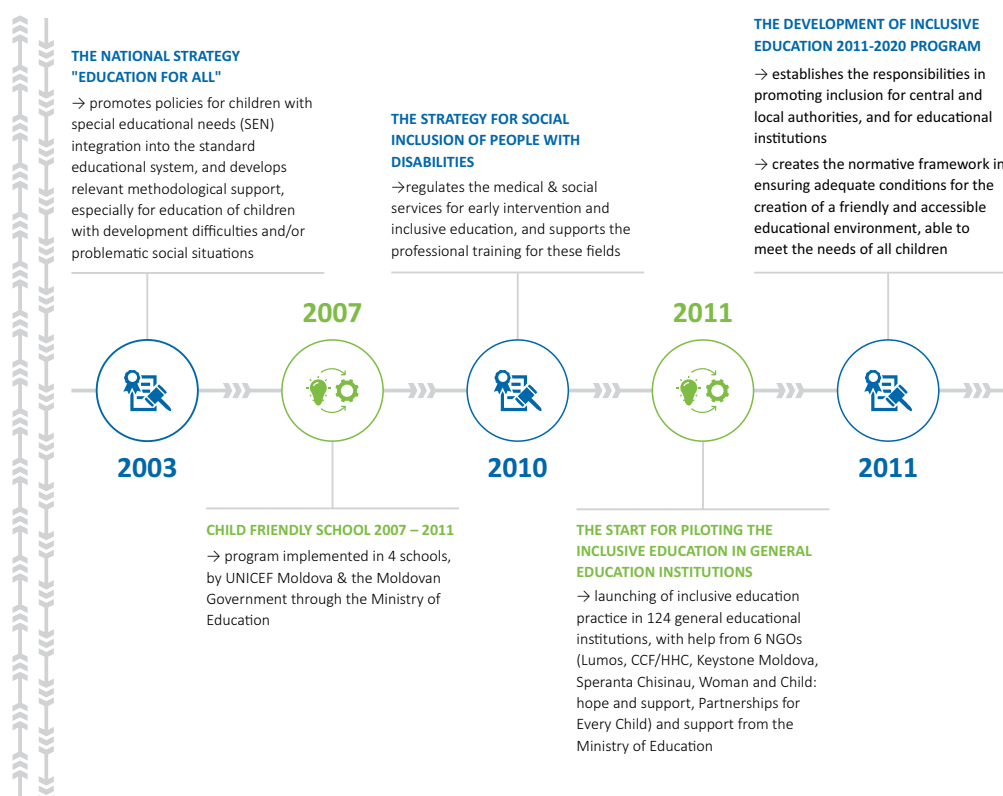 THE NATIONAL STRATEGY
"EDUCATION FOR ALL"
→ promotes policies for children with
special educational needs (SEN)
integration into the standard
educational system, and develops
relevant methodological support,
especially for education of children
with development difficulties and/or
problematic social situations
2003
2007
CHILD FRIENDLY SCHOOL 2007 – 2011
→ program implemented in 4 schools,
by UNICEF Moldova & the Moldovan
Government through the Ministry of
Education
THE STRATEGY FOR SOCIAL
INCLUSION OF PEOPLE WITH
DISABILITIES
→regulates the medical & social
services for early intervention and
inclusive education, and supports the
professional training for these fields
2010
2011
THE START FOR PILOTING THE
INCLUSIVE EDUCATION IN GENERAL
EDUCATION INSTITUTIONS
→ launching of inclusive education
practice in 124 general educational
institutions, with help from 6 NGOs
(Lumos, CCF/HHC, Keystone Moldova,
Speranta Chisinau, Woman and Child:
hope and support, Partnerships for
Every Child) and support from the
Ministry of Education
THE DEVELOPMENT OF INCLUSIVE
EDUCATION 2011-2020 PROGRAM
→ establishes the responsibilities in
promoting inclusion for central and
local authorities, and for educational
institutions
→ creates the normative framework in
ensuring adequate conditions for the
creation of a friendly and accessible
educational environment, able to
meet the needs of all children
2011